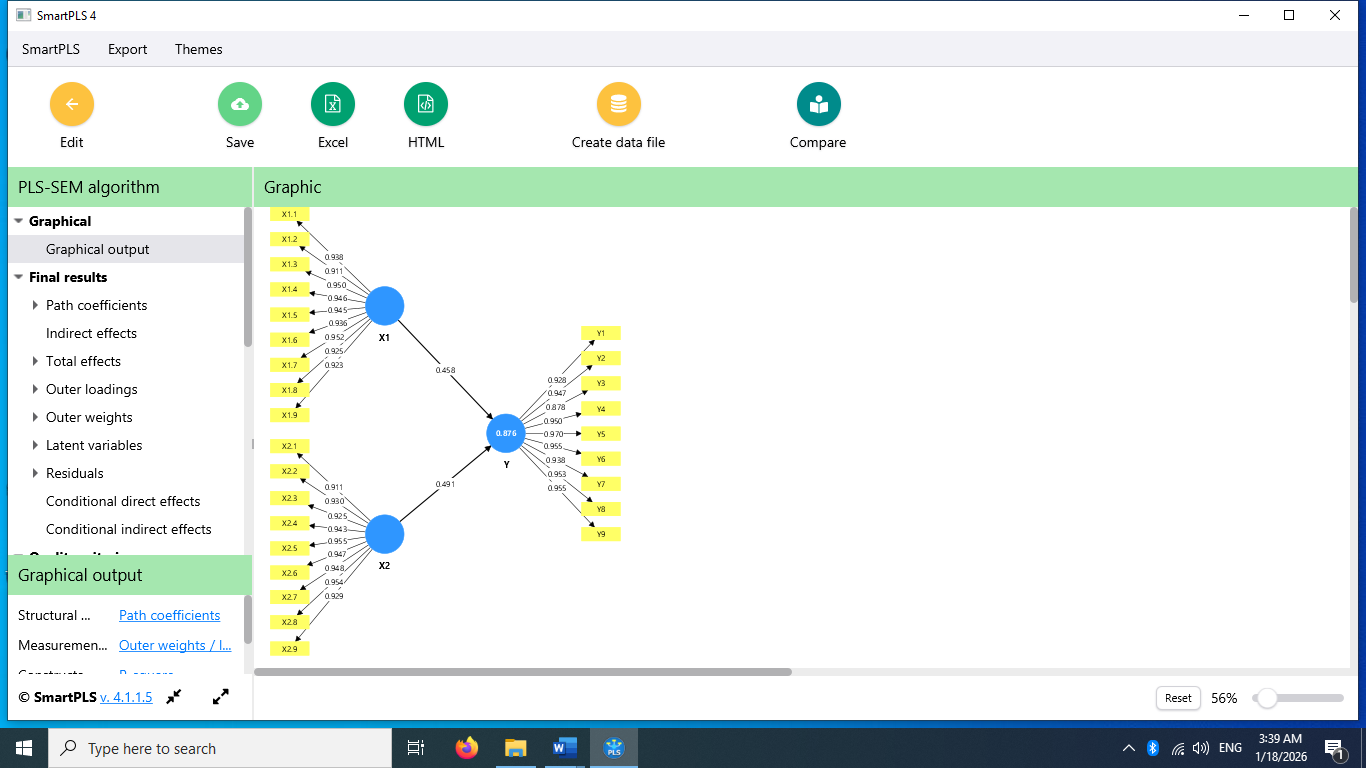 SmartPLS 4
SmartPLS Export Themes
Edit Save Excel HTML Create data file Compare
PLS-SEM algorithm
Graphical
Graphical output
Final results
Path coefficients
Indirect effects
Total effects
Outer loadings
Outer weights
Latent variables
Residuals
Conditional direct effects
Conditional indirect effects
Graphical output
Structural ... Path coefficients
Measuremen... Outer weights / l...
© SmartPLS v. 4.1.1.5
Graphic
X1.1
X1.2
X1.3
X1.4
X1.5
X1.6
X1.7
X1.8
X1.9
0.938
0.911
0.950
0.946
0.945
0.936
0.952
0.925
0.923
X1
0.458
X2.1
X2.2
X2.3
X2.4
X2.5
X2.6
X2.7
X2.8
X2.9
0.911
0.930
0.925
0.943
0.955
0.947
0.948
0.954
0.929
X2
0.491
0.876
Y
0.928
0.947
0.878
0.950
0.970
0.955
0.938
0.953
0.955
Y1
Y2
Y3
Y4
Y5
Y6
Y7
Y8
Y9
Reset 56%
Type here to search
PLS
ENG
3:39 AM
1/18/2026
1